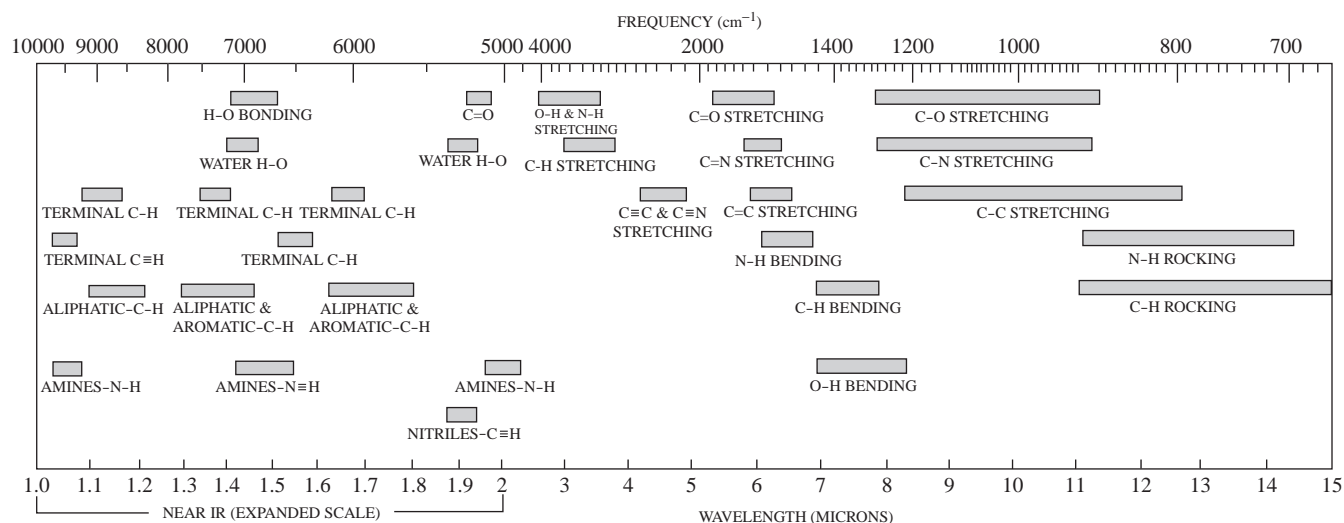 FREQUENCY (cm⁻¹)
10000 9000 8000 7000 6000 5000 4000 2000 1400 1200 1000 800 700
H–O BONDING
C=O
O–H & N–H
STRETCHING
C=O STRETCHING
C–O STRETCHING
WATER H–O
WATER H–O
C-H STRETCHING
C=N STRETCHING
C–N STRETCHING
TERMINAL C–H
TERMINAL C–H
TERMINAL C–H
C≡C & C≡N
STRETCHING
C=C STRETCHING
C–C STRETCHING
TERMINAL C≡H
TERMINAL C–H
N–H BENDING
N–H ROCKING
ALIPHATIC–C–H
ALIPHATIC &
AROMATIC–C–H
ALIPHATIC &
AROMATIC–C–H
C–H BENDING
C–H ROCKING
AMINES–N–H
AMINES–N≡H
AMINES–N–H
O–H BENDING
NITRILES–C≡H
1.0 1.1 1.2 1.3 1.4 1.5 1.6 1.7 1.8 1.9 2 3 4 5 6 7 8 9 10 11 12 13 14 15
NEAR IR (EXPANDED SCALE)
WAVELENGTH (MICRONS)